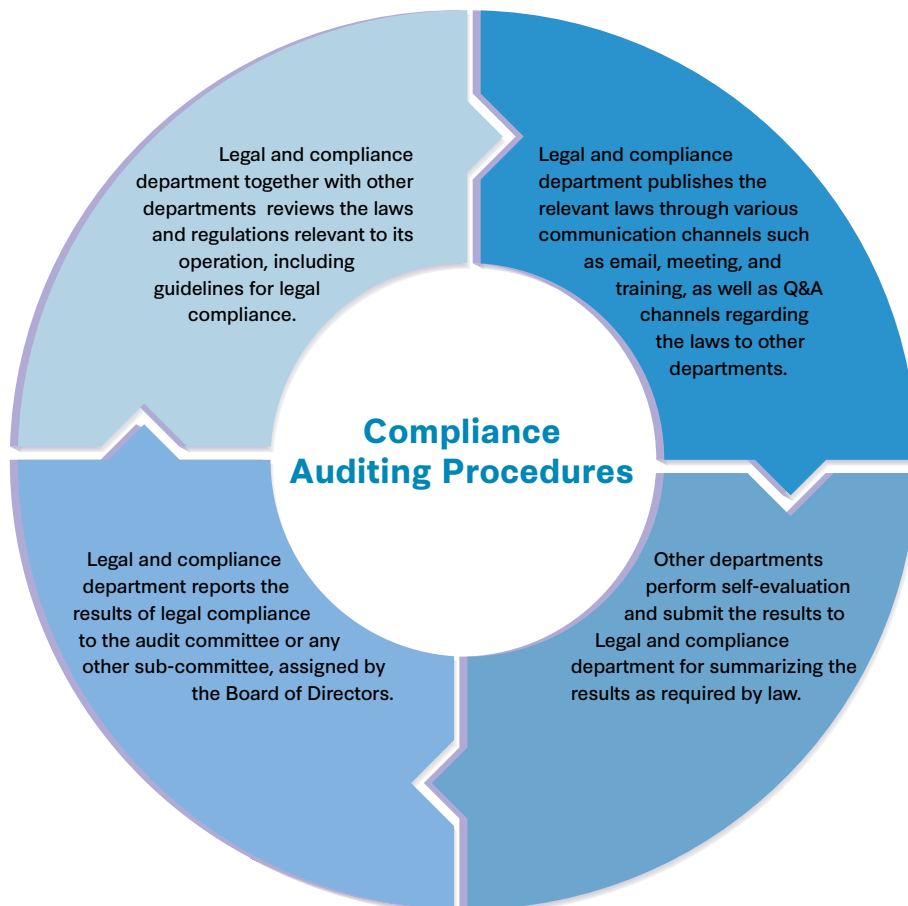 Legal and compliance
department together with other
departments reviews the laws
and regulations relevant to its
operation, including
guidelines for legal
compliance.
Legal and compliance
department publishes the
relevant laws through various
communication channels such
as email, meeting, and
training, as well as Q&A
channels regarding
the laws to other
departments.
Compliance
Auditing Procedures
Legal and compliance
department reports the
results of legal compliance
to the audit committee or any
other sub-committee, assigned by
the Board of Directors.
Other departments
perform self-evaluation
and submit the results to
Legal and compliance
department for summarizing the
results as required by law.